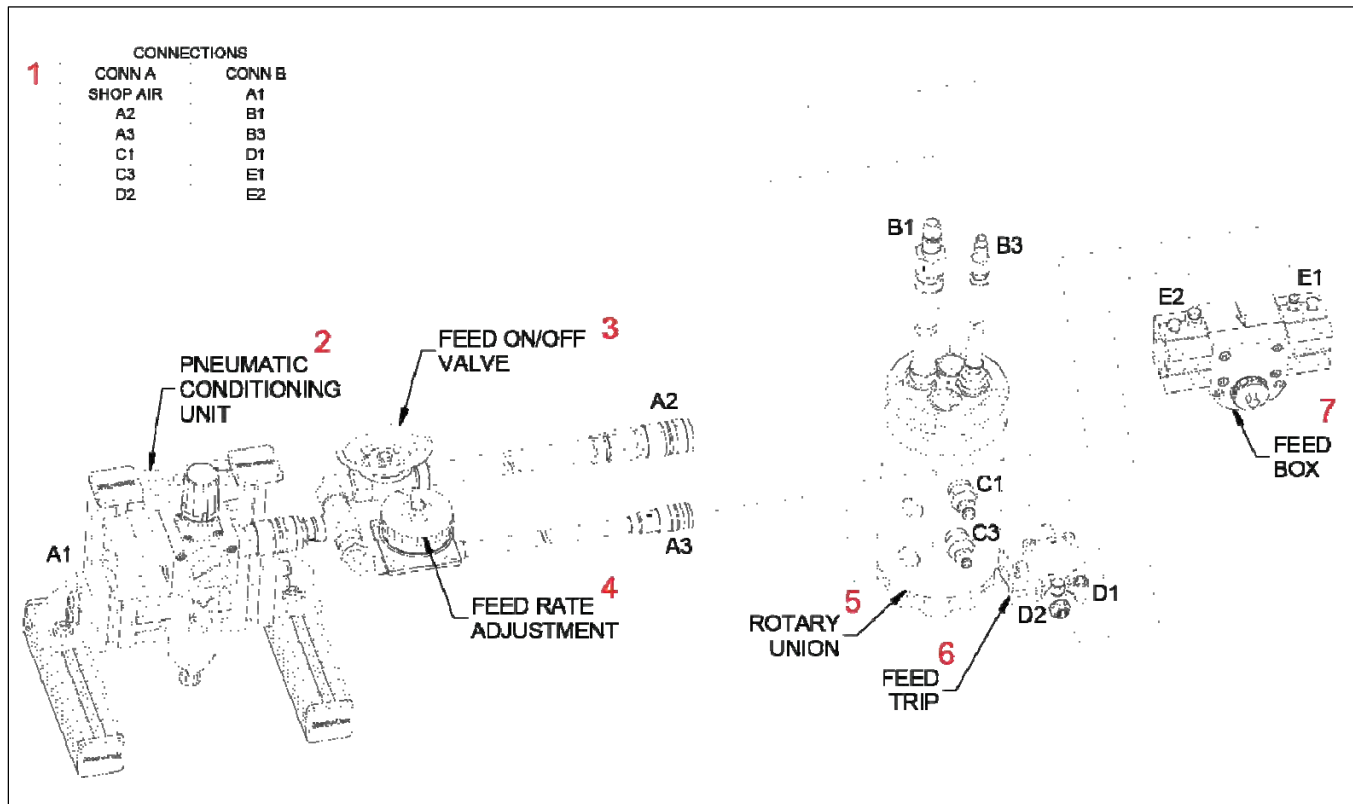 CONNECTIONS
1 CONN A CONN B
SHOP AIR A1
A2 B1
A3 B3
C1 D1
C3 E1
D2 E2
B1
B3
E1
E2
2
PNEUMATIC
CONDITIONING
UNIT
3
FEED ON/OFF
VALVE
A2
7
FEED
BOX
C1
A3
C3
A1
4
FEED RATE
ADJUSTMENT
5
ROTARY
UNION
D1
D2
6
FEED
TRIP